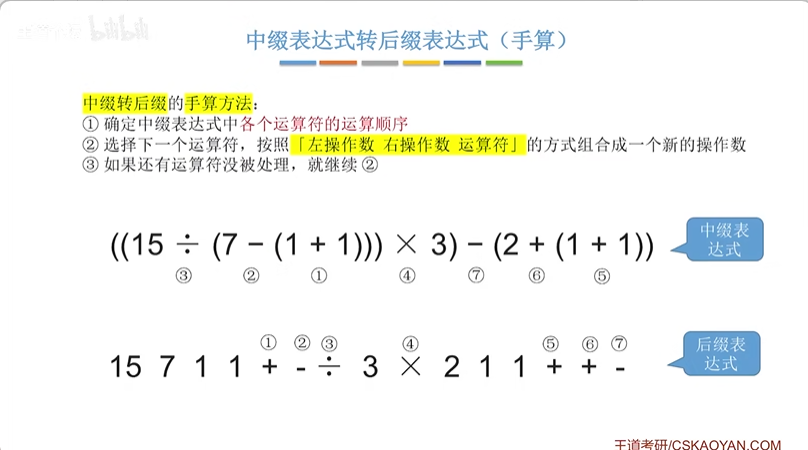 中缀表达式转后缀表达式（手算）
中缀转后缀的手算方法：
① 确定中缀表达式中各个运算符的运算顺序
② 选择下一个运算符，按照「左操作数 右操作数 运算符」的方式组合成一个新的操作数
③ 如果还有运算符没被处理，就继续 ②
((15 ÷ (7 − (1 + 1))) × 3) − (2 + (1 + 1))
③ ② ① ④ ⑦ ⑥ ⑤
中缀表
达式
① ② ③ ④ ⑤ ⑥ ⑦
15 7 1 1 + - ÷ 3 × 2 1 1 + + -
后缀表
达式
王道考研/CSKAOYAN.COM
bilibili